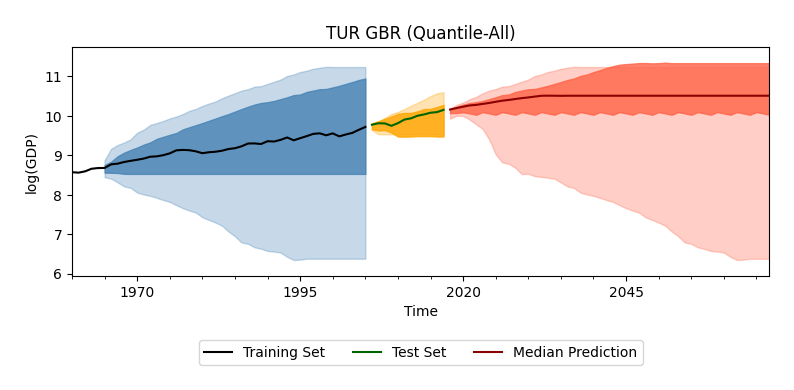 TUR GBR (Quantile-All)
11
10
9
8
7
6
log(GDP)
1970 1995 2020 2045
Time
Training Set Test Set Median Prediction